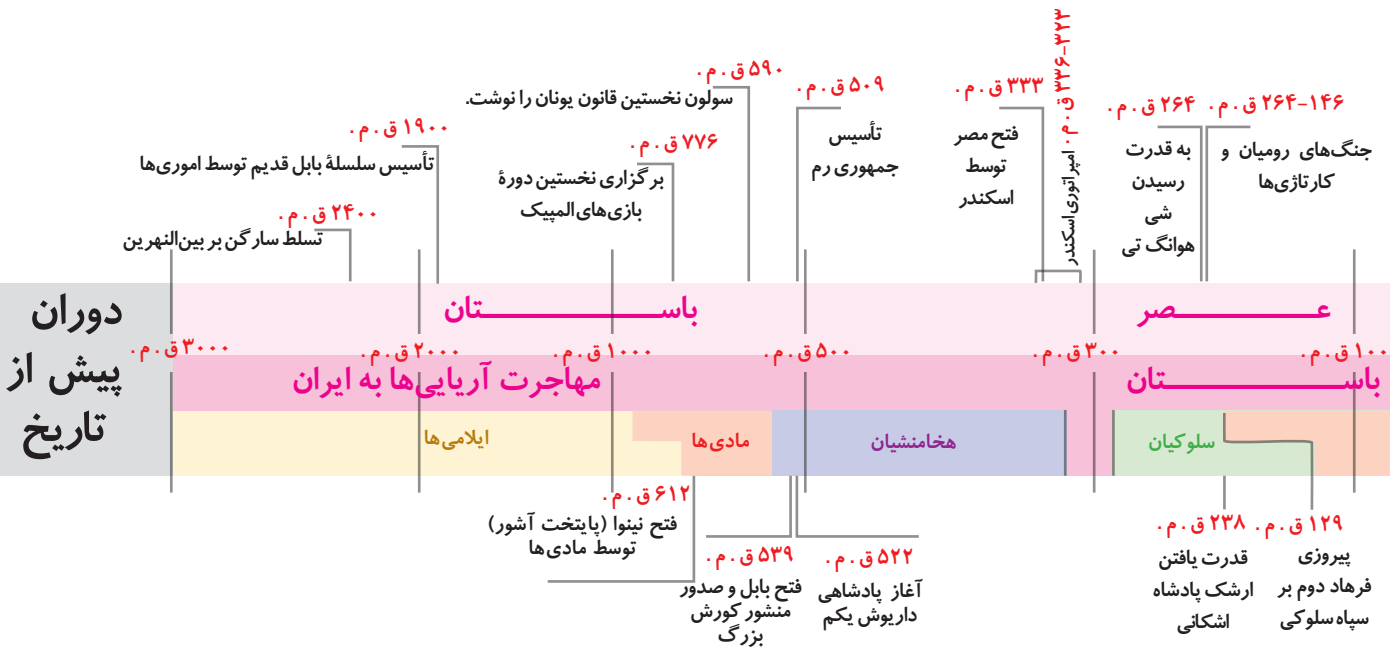 ۳۳۶-۳۲۳ ق.م. امپراتوری اسکندر
۵۹۰ ق.م.
سولون نخستین قانون یونان را نوشت.
۵۰۹ ق.م.
تأسیس
جمهوری رم
۳۳۳ ق.م.
فتح مصر
توسط
اسکندر
۲۶۴ ق.م.
به قدرت
رسیدن
شی
هوانگ تی
۲۶۴-۱۴۶ ق.م.
جنگ‌های رومیان و
کارتاژی‌ها
۱۹۰۰ ق.م.
تأسیس سلسلۀ بابل قدیم توسط اموری‌ها
۷۷۶ ق.م.
برگزاری نخستین دورۀ
بازی‌های المپیک
۲۴۰۰ ق.م.
تسلط سارگن بر بین‌النهرین
عـــــــــصر
باســـــــــتان
دوران
پیش از
تاریخ
۳۰۰۰ ق.م.
۲۰۰۰ ق.م.
۱۰۰۰ ق.م.
۵۰۰ ق.م.
۳۰۰ ق.م.
۱۰۰ ق.م.
مهاجرت آریایی‌ها به ایران
باســـــــــتان
ایلامی‌ها
مادی‌ها
هخامنشیان
سلوکیان
۶۱۲ ق.م.
فتح نینوا (پایتخت آشور)
توسط مادی‌ها
۵۳۹ ق.م.
فتح بابل و صدور
منشور کورش
بزرگ
۵۲۲ ق.م.
آغاز پادشاهی
داریوش یکم
۲۳۸ ق.م.
قدرت یافتن
ارشک پادشاه
اشکانی
۱۲۹ ق.م.
پیروزی
فرهاد دوم بر
سپاه سلوکی